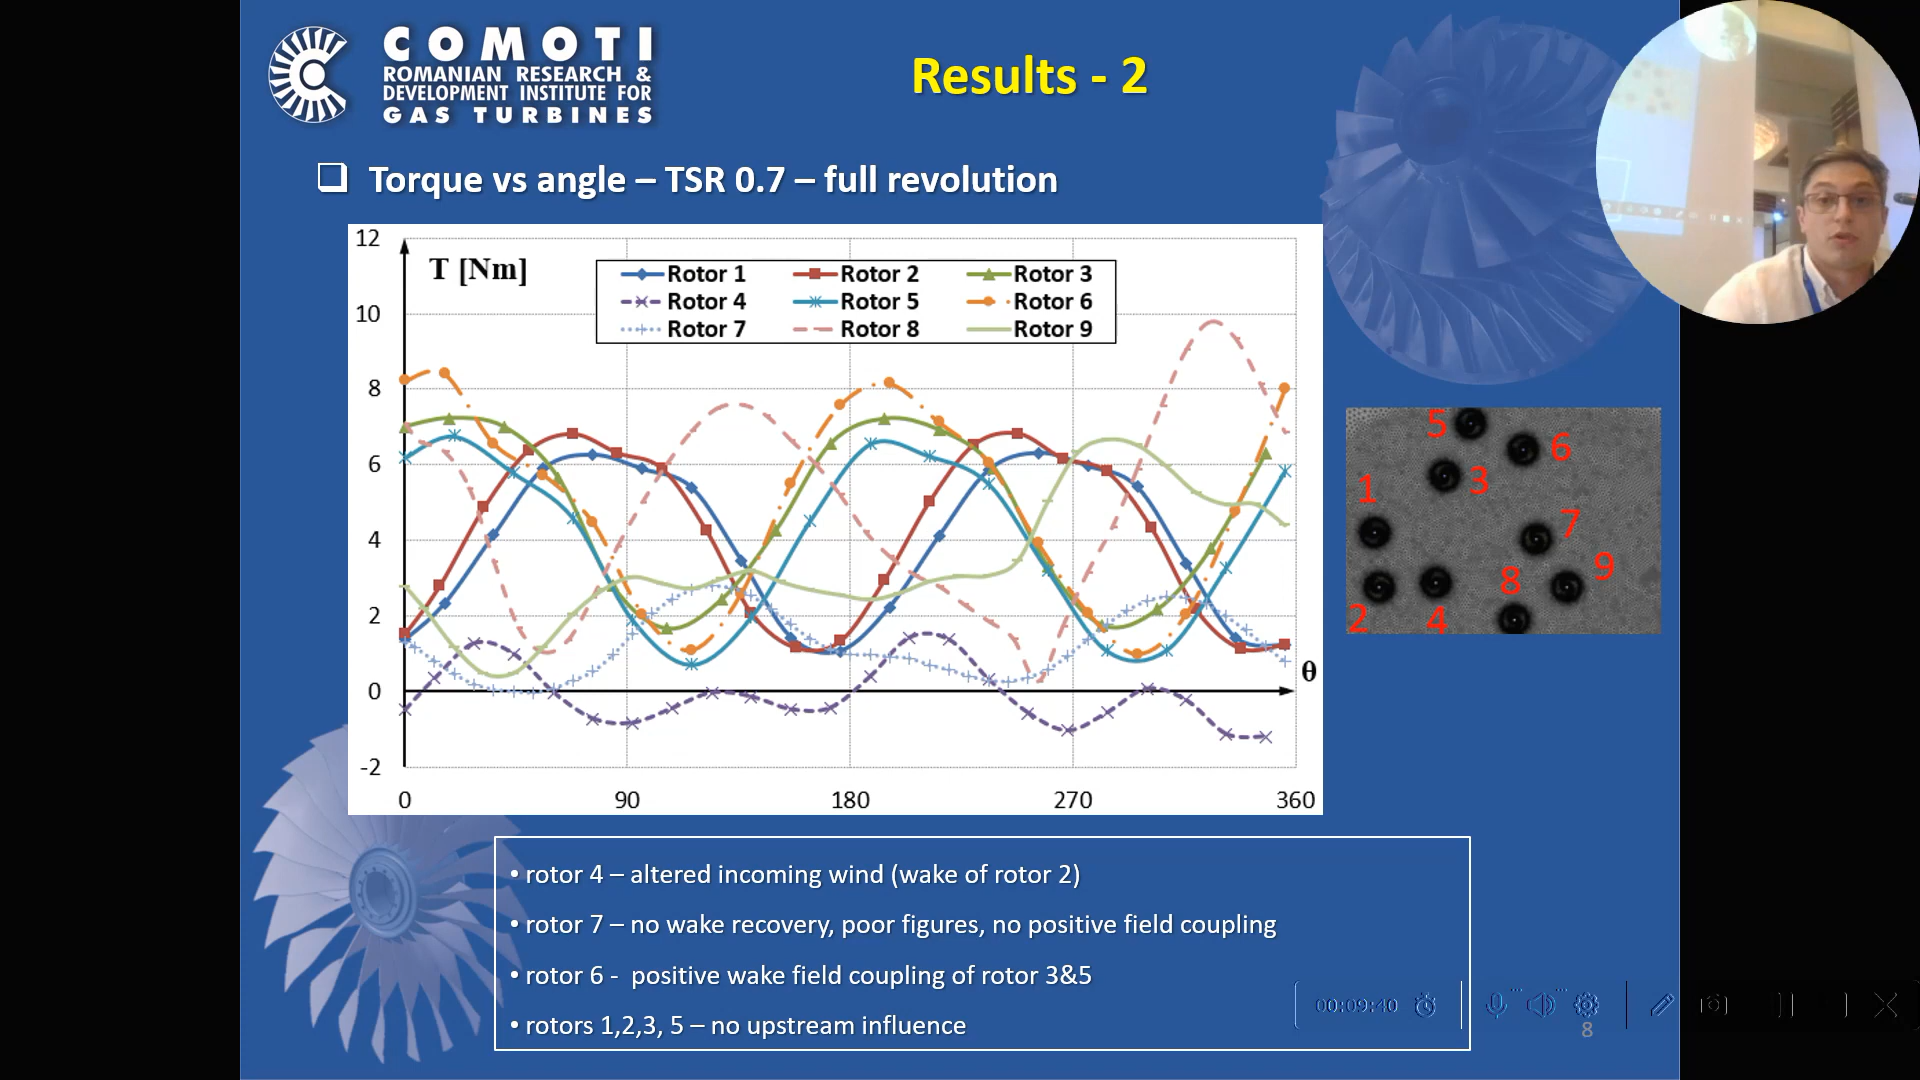 COMOTI
ROMANIAN RESEARCH &
DEVELOPMENT INSTITUTE FOR
GAS TURBINES
Results - 2
Torque vs angle – TSR 0.7 – full revolution
T [Nm]
Rotor 1 Rotor 2 Rotor 3
Rotor 4 Rotor 5 Rotor 6
Rotor 7 Rotor 8 Rotor 9
12
10
8
6
4
2
0
-2
θ
0 90 180 270 360
5
6
3
1
7
9
8
2
4
• rotor 4 – altered incoming wind (wake of rotor 2)
• rotor 7 – no wake recovery, poor figures, no positive field coupling
• rotor 6 - positive wake field coupling of rotor 3&5
• rotors 1,2,3, 5 – no upstream influence
00:09:40
8